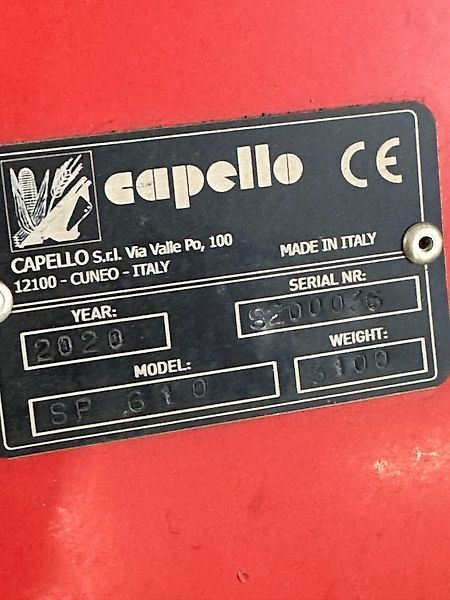 capello CE
CAPELLO S.r.l. Via Valle Po, 100
12100 - CUNEO - ITALY
MADE IN ITALY
YEAR:
2020
SERIAL NR:
MODEL:
SP 610
WEIGHT:
3100